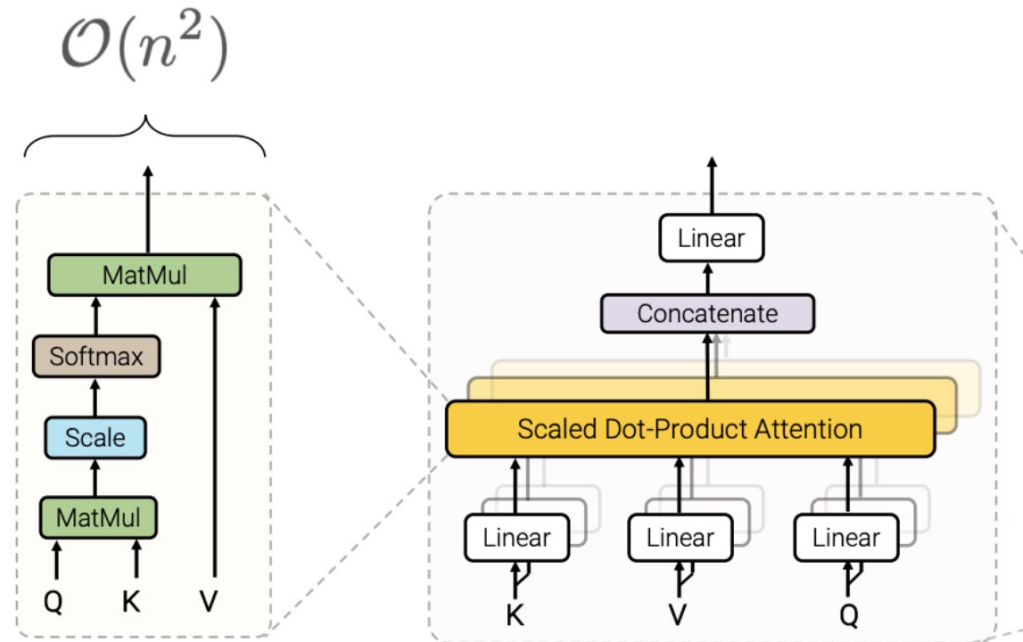 𝒪(n²)
MatMul
Softmax
Scale
MatMul
Q K V
Linear
Concatenate
Scaled Dot-Product Attention
Linear Linear Linear
K V Q